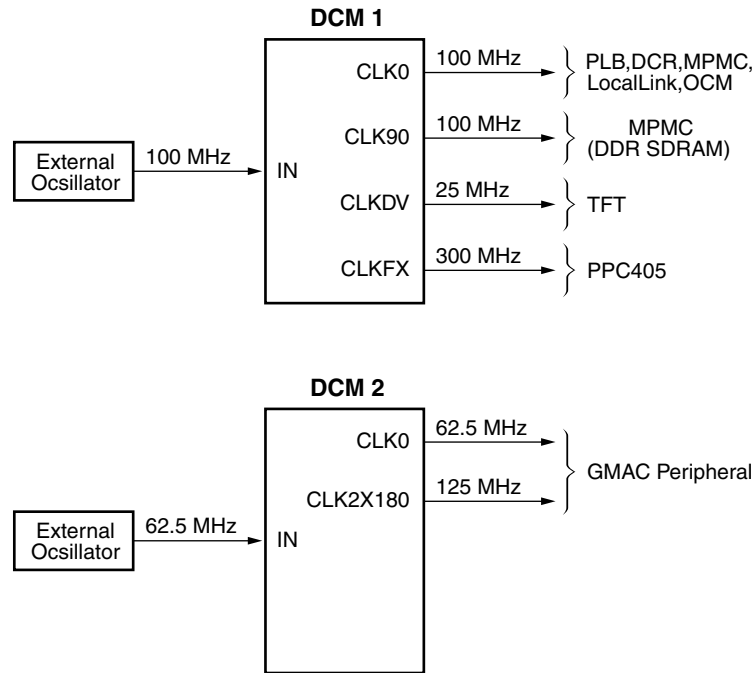 DCM 1
External
Ocsillator
100 MHz
IN
CLK0
100 MHz
PLB,DCR,MPMC,
LocalLink,OCM
CLK90
100 MHz
MPMC
(DDR SDRAM)
CLKDV
25 MHz
TFT
CLKFX
300 MHz
PPC405
DCM 2
External
Ocsillator
62.5 MHz
IN
CLK0
62.5 MHz
CLK2X180
125 MHz
GMAC Peripheral